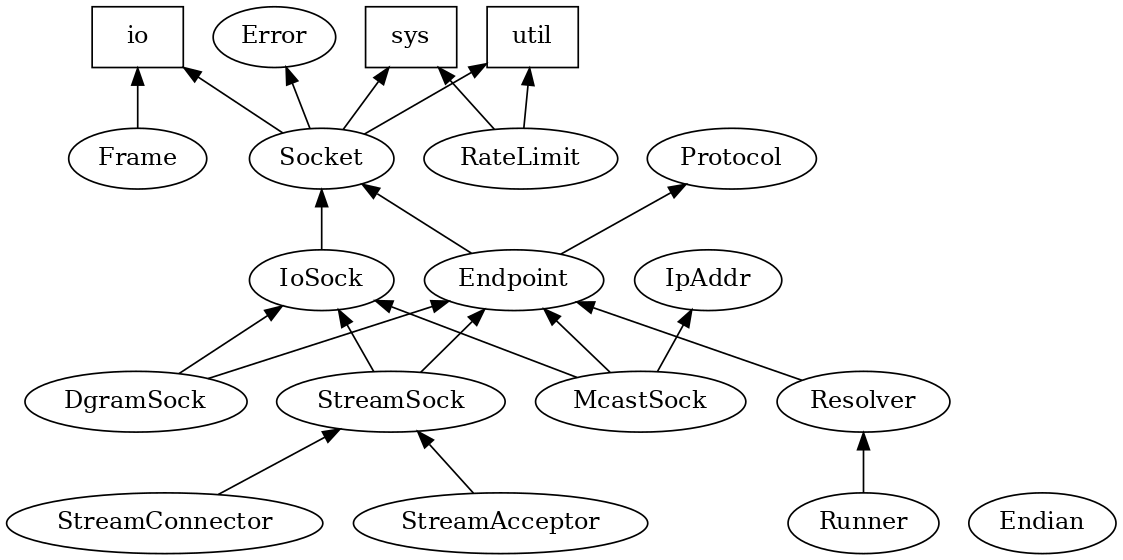 io
Error
sys
util
Frame
Socket
RateLimit
Protocol
IoSock
Endpoint
IpAddr
DgramSock
StreamSock
McastSock
Resolver
StreamConnector
StreamAcceptor
Runner
Endian